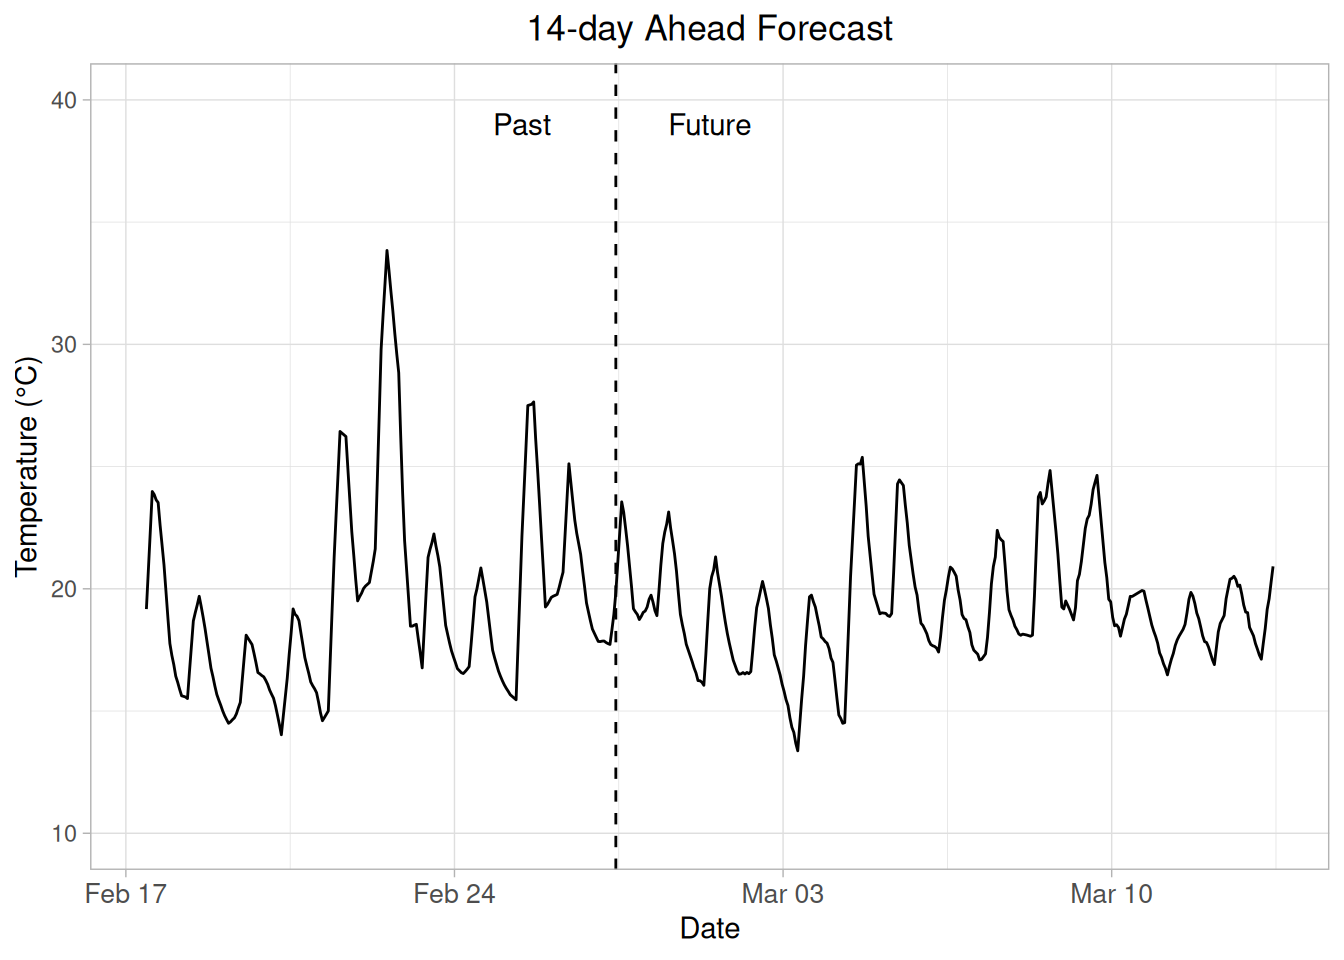 14-day Ahead Forecast
Past
Future
40
30
20
10
Temperature (°C)
Feb 17
Feb 24
Mar 03
Mar 10
Date